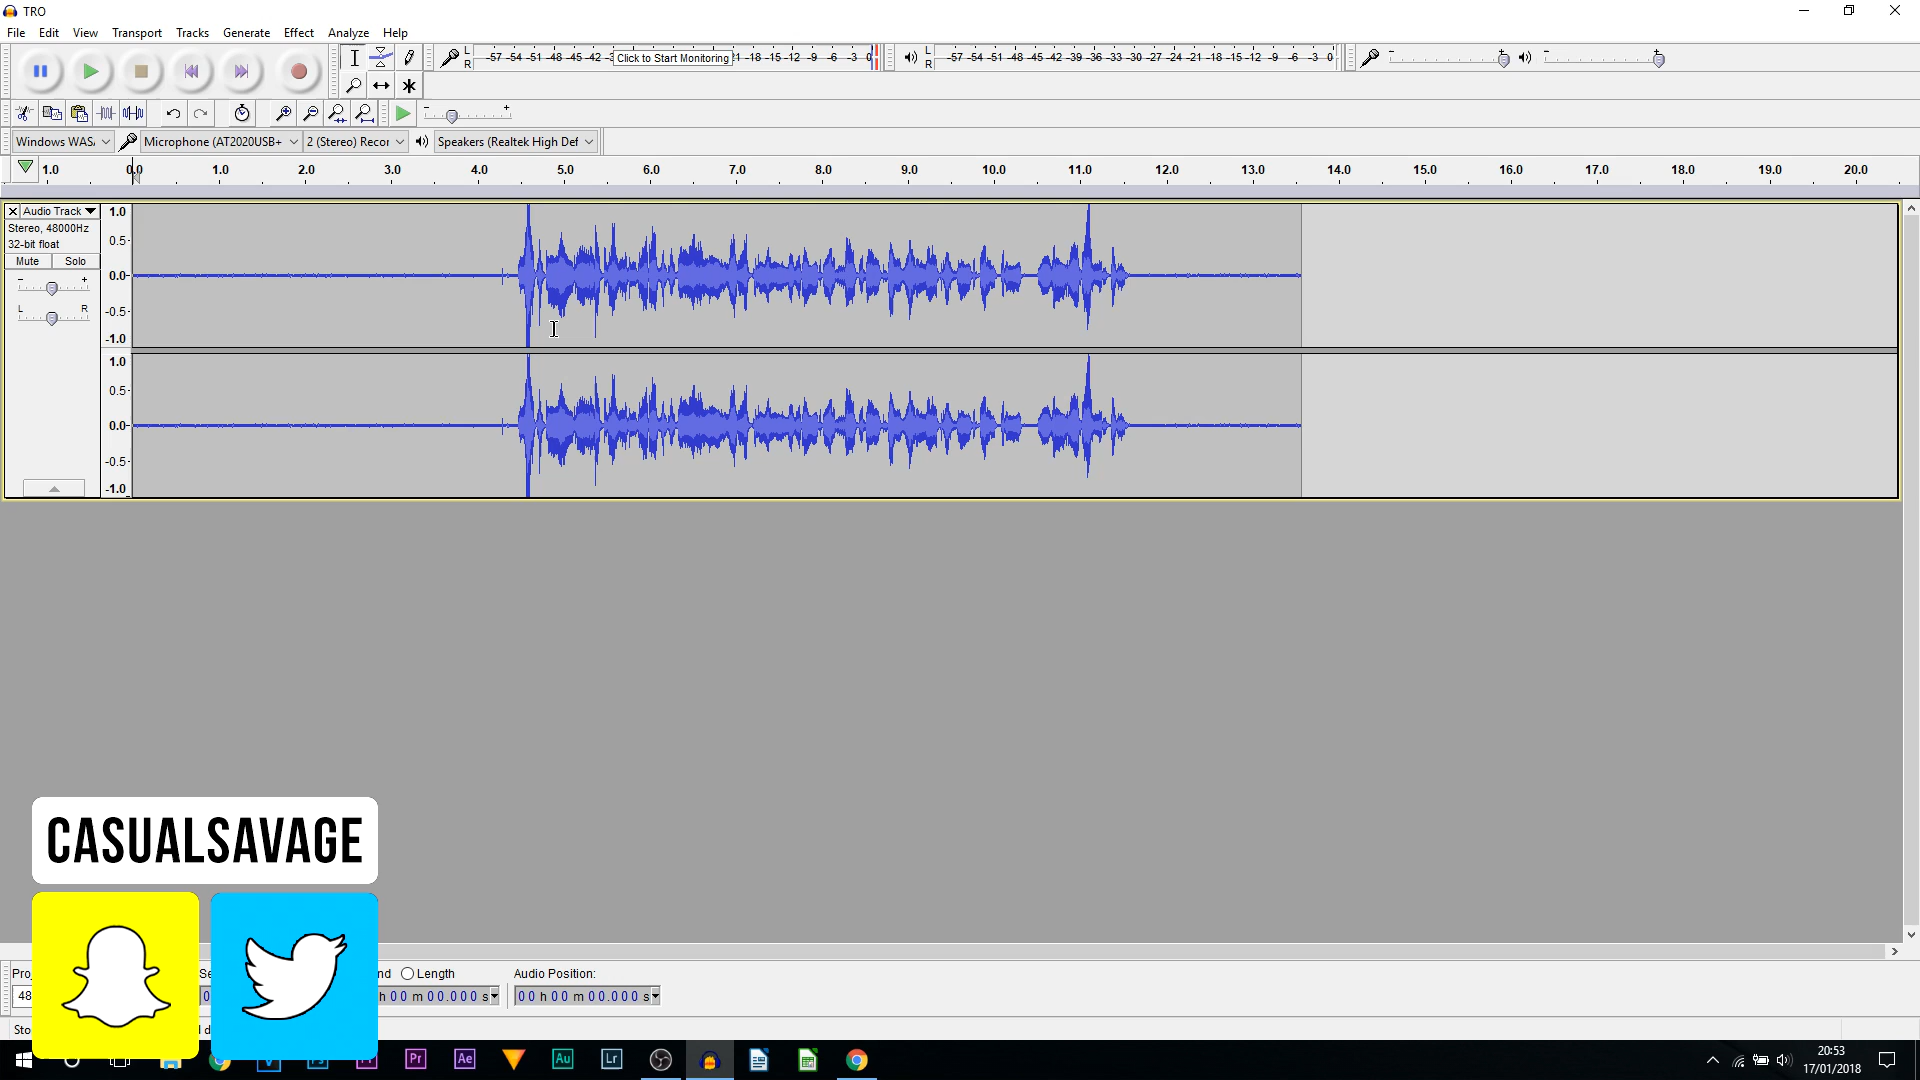 TRO
File Edit View Transport Tracks Generate Effect Analyze Help
L R -57 -54 -51 -48 -45 -42 Click to Start Monitoring -18 -15 -12 -9 -6 -3 0 L R -57 -54 -51 -48 -45 -42 -39 -36 -33 -30 -27 -24 -21 -18 -15 -12 -9 -6 -3 0
Microphone (AT2020USB+ 2 (Stereo) Recor Speakers (Realtek High Def
1.0 0.0 1.0 2.0 3.0 4.0 5.0 6.0 7.0 8.0 9.0 10.0 11.0 12.0 13.0 14.0 15.0 16.0 17.0 18.0 19.0 20.0
Audio Track 1.0
Stereo, 48000Hz
0.5
32-bit float
Mute Solo
0.0
L R
-0.5
-1.0
1.0
0.5
0.0
-0.5
-1.0
CASUALSAVAGE
Length Audio Position:
h 00 m 00.000 s 00 h 00 m 00.000 s
Pr Ae Au Lr
20:53
17/01/2018